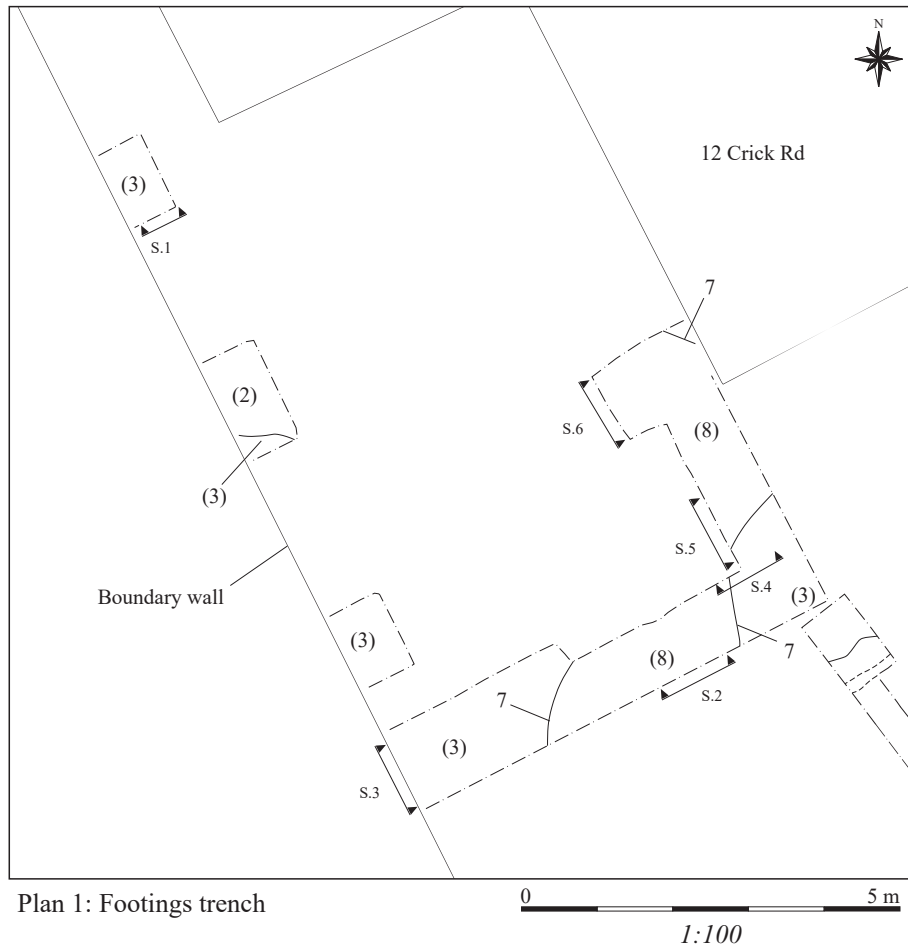 N
12 Crick Rd
(3)
S.1
7
(2)
S.6
(8)
(3)
S.5
Boundary wall
S.4
(3)
(3)
(8)
7
7
S.2
(3)
S.3
Plan 1: Footings trench
0 5 m
1:100